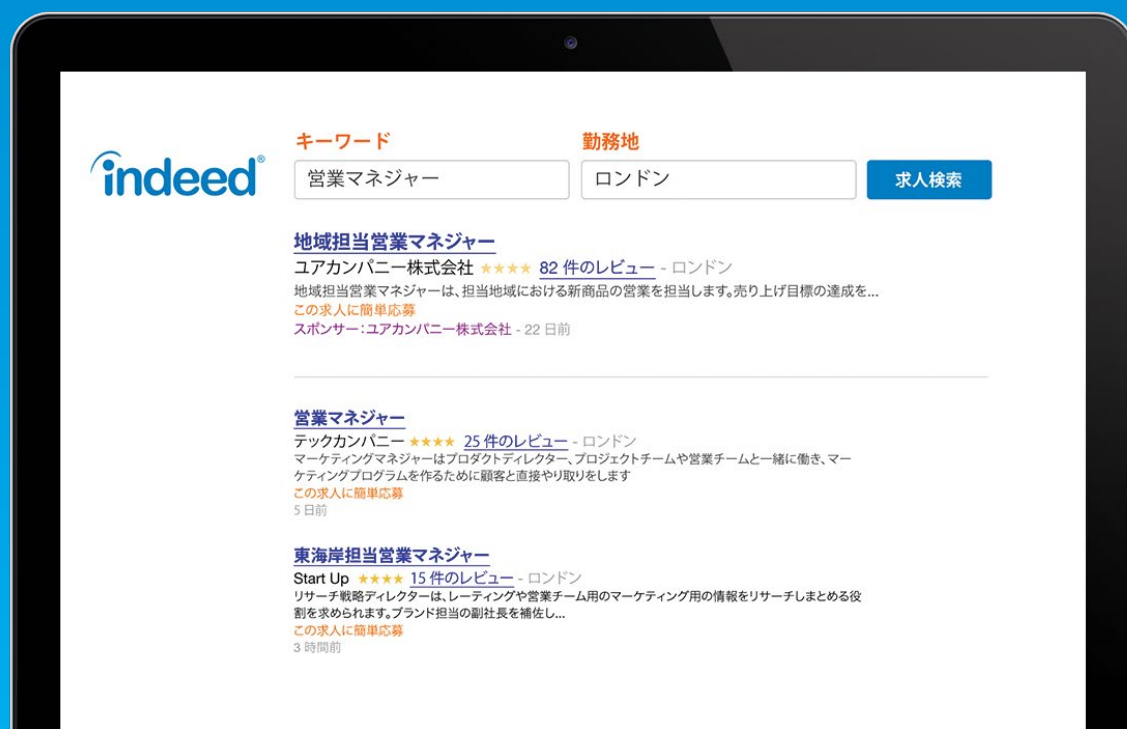 indeed®
キーワード 勤務地
営業マネジャー ロンドン 求人検索
地域担当営業マネジャー
ユアカンパニー株式会社 ★★★★ 82 件のレビュー - ロンドン
地域担当営業マネジャーは、担当地域における新商品の営業を担当します。売り上げ目標の達成を...
この求人に簡単応募
スポンサー：ユアカンパニー株式会社 - 22 日前
営業マネジャー
テックカンパニー ★★★★ 25 件のレビュー - ロンドン
マーケティングマネジャーはプロダクトディレクター、プロジェクトチームや営業チームと一緒に働き、マー
ケティングプログラムを作るために顧客と直接やり取りをします
この求人に簡単応募
5 日前
東海岸担当営業マネジャー
Start Up ★★★★ 15 件のレビュー - ロンドン
リサーチ戦略ディレクターは、レーティングや営業チーム用のマーケティング用の情報をリサーチしまとめる役
割を求められます。ブランド担当の副社長を補佐し...
この求人に簡単応募
3 時間前